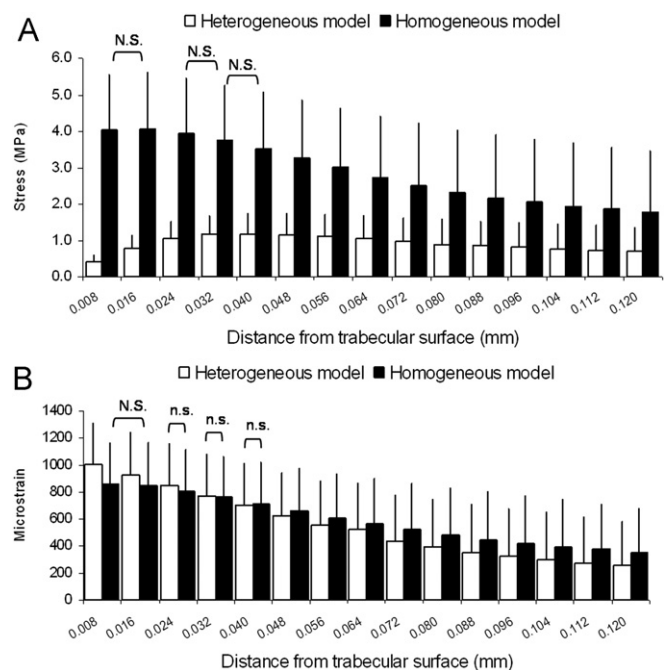 A
Heterogeneous model Homogeneous model
N.S.
N.S.
N.S.
Stress (MPa)
6.0
5.0
4.0
3.0
2.0
1.0
0.0
0.008 0.016 0.024 0.032 0.040 0.048 0.056 0.064 0.072 0.080 0.088 0.096 0.104 0.112 0.120
Distance from trabecular surface (mm)
B
Heterogeneous model Homogeneous model
N.S. n.s. n.s. n.s.
Microstrain
1400
1200
1000
800
600
400
200
0
0.008 0.016 0.024 0.032 0.040 0.048 0.056 0.064 0.072 0.080 0.088 0.096 0.104 0.112 0.120
Distance from trabecular surface (mm)